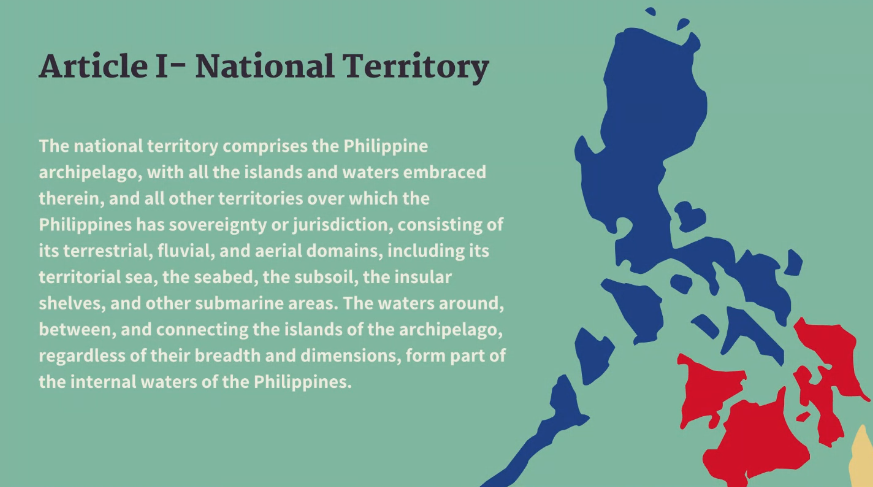 Article I- National Territory
The national territory comprises the Philippine
archipelago, with all the islands and waters embraced
therein, and all other territories over which the
Philippines has sovereignty or jurisdiction, consisting of
its terrestrial, fluvial, and aerial domains, including its
territorial sea, the seabed, the subsoil, the insular
shelves, and other submarine areas. The waters around,
between, and connecting the islands of the archipelago,
regardless of their breadth and dimensions, form part of
the internal waters of the Philippines.